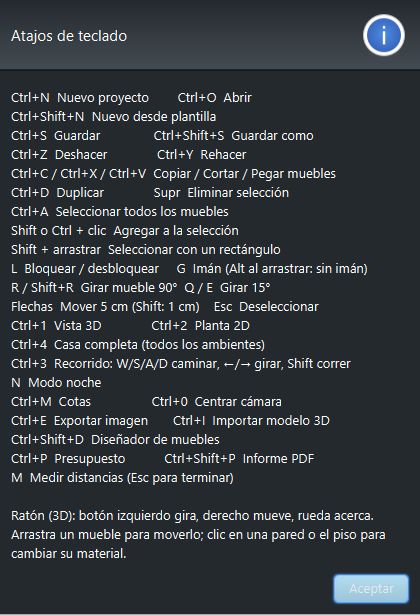 Atajos de teclado
Ctrl+N  Nuevo proyecto        Ctrl+O  Abrir
Ctrl+Shift+N  Nuevo desde plantilla
Ctrl+S  Guardar               Ctrl+Shift+S  Guardar como
Ctrl+Z  Deshacer              Ctrl+Y  Rehacer
Ctrl+C / Ctrl+X / Ctrl+V  Copiar / Cortar / Pegar muebles
Ctrl+D  Duplicar              Supr  Eliminar selección
Ctrl+A  Seleccionar todos los muebles
Shift o Ctrl + clic  Agregar a la selección
Shift + arrastrar  Seleccionar con un rectángulo
L  Bloquear / desbloquear     G  Imán (Alt al arrastrar: sin imán)
R / Shift+R  Girar mueble 90°  Q / E  Girar 15°
Flechas  Mover 5 cm (Shift: 1 cm)    Esc  Deseleccionar
Ctrl+1  Vista 3D              Ctrl+2  Planta 2D
Ctrl+4  Casa completa (todos los ambientes)
Ctrl+3  Recorrido: W/S/A/D caminar, ←/→ girar, Shift correr
N  Modo noche
Ctrl+M  Cotas                 Ctrl+0  Centrar cámara
Ctrl+E  Exportar imagen       Ctrl+I  Importar modelo 3D
Ctrl+Shift+D  Diseñador de muebles
Ctrl+P  Presupuesto           Ctrl+Shift+P  Informe PDF
M  Medir distancias (Esc para terminar)
Ratón (3D): botón izquierdo gira, derecho mueve, rueda acerca.
Arrastra un mueble para moverlo; clic en una pared o el piso para
cambiar su material.
Aceptar